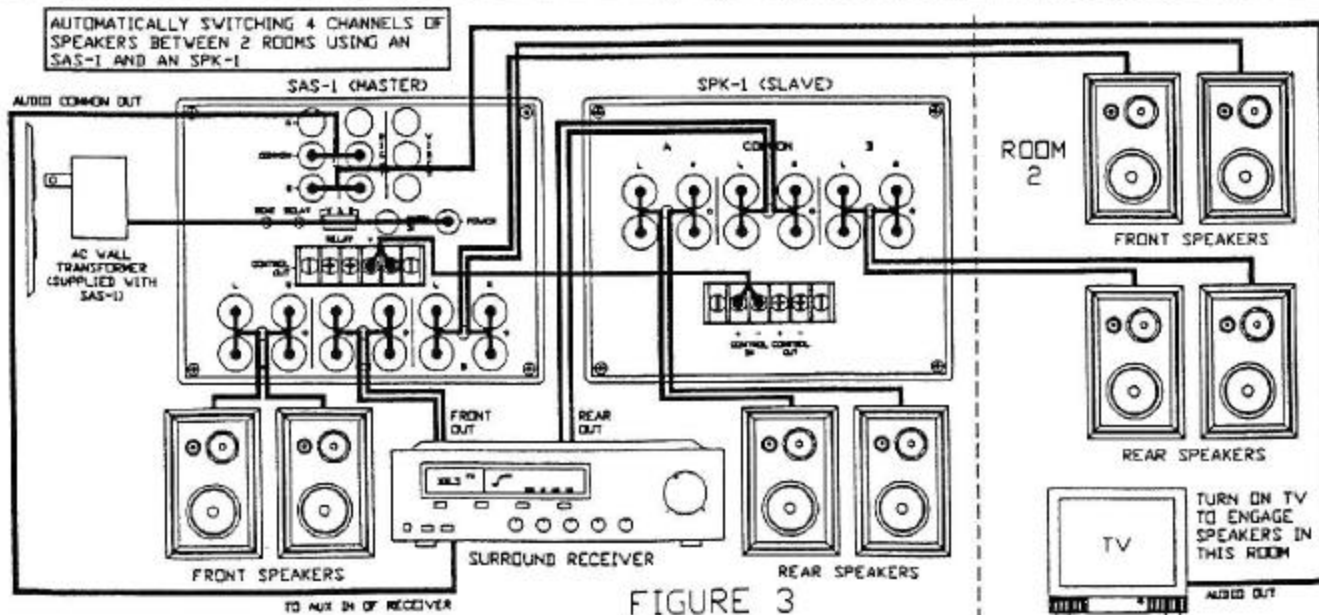 AUTOMATICALLY SWITCHING 4 CHANNELS OF
SPEAKERS BETWEEN 2 ROOMS USING AN
SAS-1 AND AN SPK-1
SAS-1 (MASTER)
SPK-1 (SLAVE)
AUDIO COMMON OUT
A
COMMON
B
RELAY
POWER
RELAY
CONTROL
OUT
L
R
L
R
B
AC WALL
TRANSFORMER
(SUPPLIED WITH
SAS-1)
A
COMMON
B
L
R
L
R
L
R
+ - + -
CONTROL CONTROL
IN OUT
ROOM
2
FRONT SPEAKERS
REAR SPEAKERS
FRONT
OUT
REAR
OUT
SURROUND RECEIVER
FRONT SPEAKERS
REAR SPEAKERS
TV
TURN ON TV
TO ENGAGE
SPEAKERS IN
THIS ROOM
AUDIO OUT
TO AUX IN OF RECEIVER
FIGURE 3